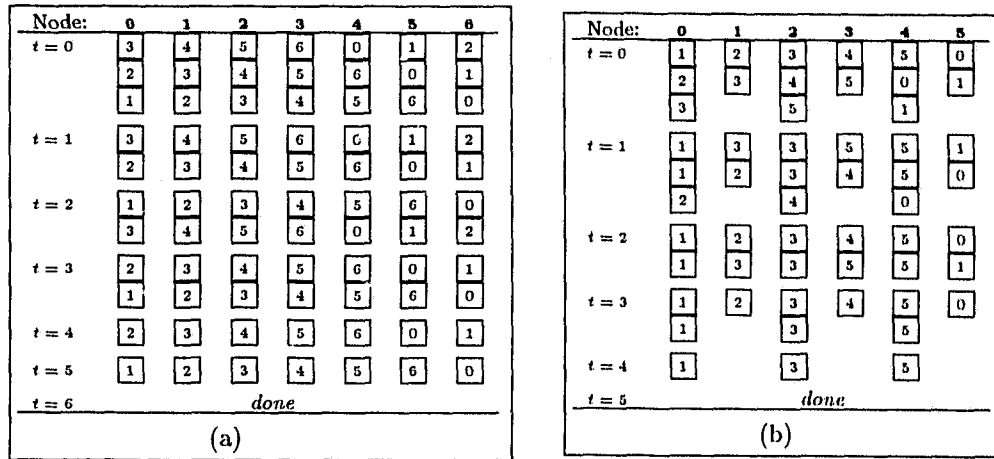 Node: 0 1 2 3 4 5 6
t = 0 3 4 5 6 0 1 2
2 3 4 5 6 0 1
1 2 3 4 5 6 0
t = 1 3 4 5 6 0 1 2
2 3 4 5 6 0 1
t = 2 1 2 3 4 5 6 0
3 4 5 6 0 1 2
t = 3 2 3 4 5 6 0 1
1 2 3 4 5 6 0
t = 4 2 3 4 5 6 0 1
t = 5 1 2 3 4 5 6 0
t = 6 done
(a)
Node: 0 1 2 3 4 5
t = 0 1 2 3 4 5 0
2 3 4 5 0 1
3 5 1
t = 1 1 3 3 5 5 1
1 2 3 4 5 0
2 4 0
t = 2 1 2 3 4 5 0
1 3 3 5 5 1
t = 3 1 2 3 4 5 0
1 3 5
t = 4 1 3 5
t = 5 done
(b)